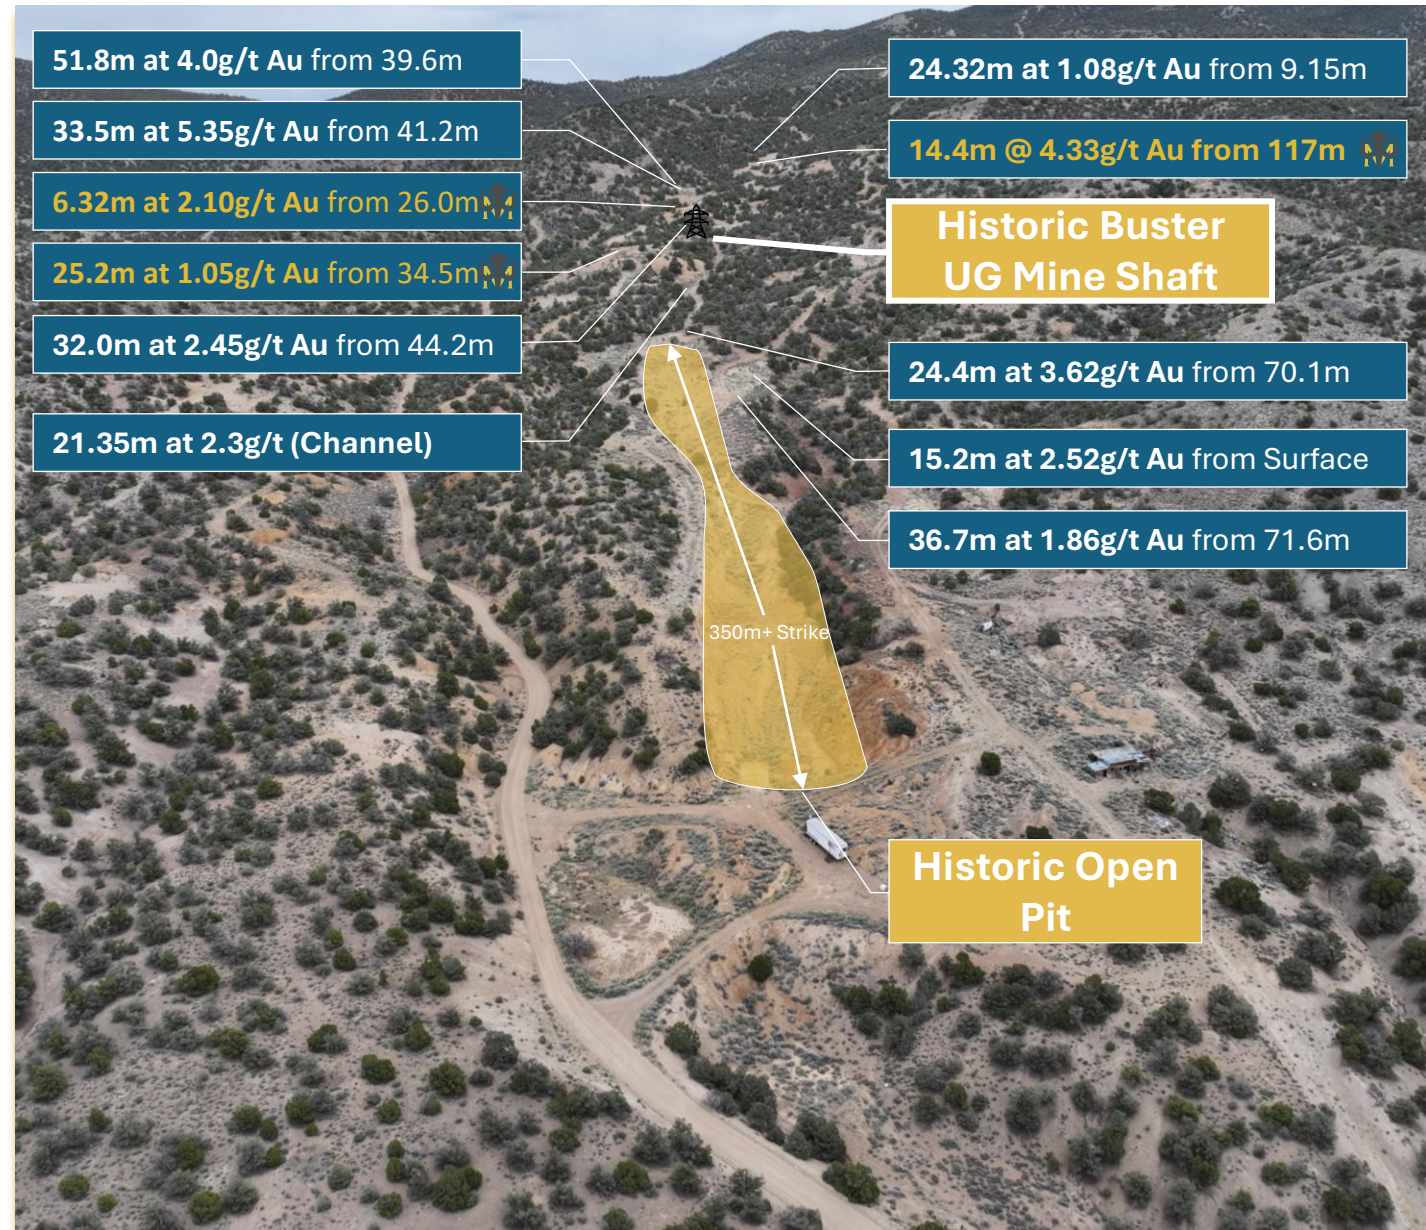 51.8m at 4.0g/t Au from 39.6m
33.5m at 5.35g/t Au from 41.2m
6.32m at 2.10g/t Au from 26.0m
25.2m at 1.05g/t Au from 34.5m
32.0m at 2.45g/t Au from 44.2m
21.35m at 2.3g/t (Channel)
24.32m at 1.08g/t Au from 9.15m
14.4m @ 4.33g/t Au from 117m
Historic Buster
UG Mine Shaft
24.4m at 3.62g/t Au from 70.1m
15.2m at 2.52g/t Au from Surface
36.7m at 1.86g/t Au from 71.6m
350m+ Strike
Historic Open
Pit